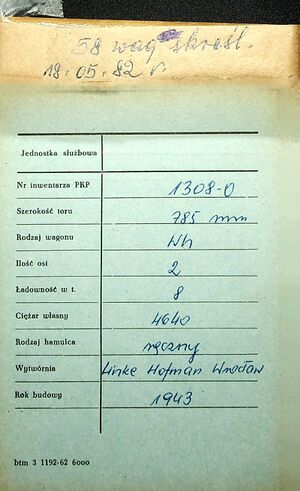 58 wag skreśl.
18.05.82 r.
Jednostka służbowa
Nr inwentarza PKP 1308-0
Szerokość toru 785 mm
Rodzaj wagonu Wh
Ilość osi 2
Ładowność w t. 8
Ciężar własny 4640
Rodzaj hamulca ręczny
Wytwórnia Linke Hofman Wrocław
Rok budowy 1943
btm 3 1192-62 6000